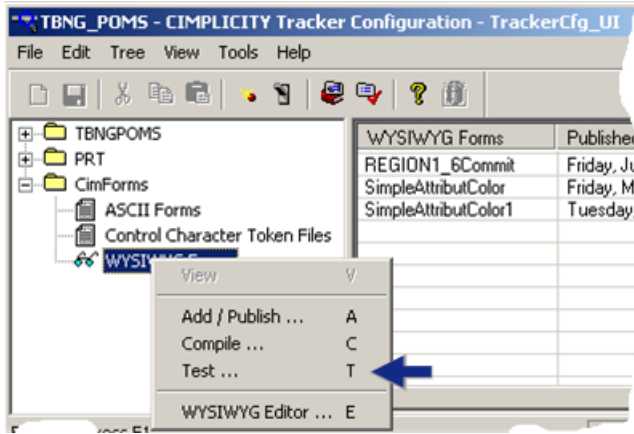 TBNG_POMS - CIMPLICITY Tracker Configuration - TrackerCfg_UI
File Edit Tree View Tools Help
TBNGPOMS
PRT
CimForms
ASCII Forms
Control Character Token Files
WYSIWYG
WYSIWYG Forms Published
REGION1_6Commit Friday,
SimpleAttributColor Friday,
SimpleAttributColor1 Tuesday,
View V
Add / Publish ... A
Compile ... C
Test ... T
WYSIWYG Editor ... E